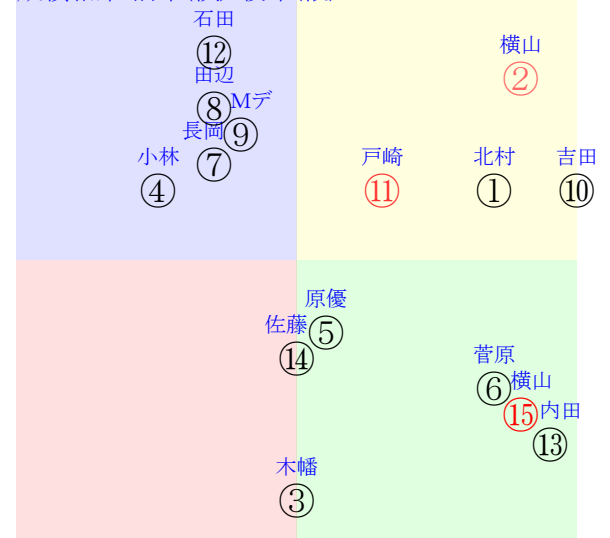 石田
⑫
横山
②
田辺
⑧
Mデ
⑨
長岡
⑦
小林
④
戸崎
⑪
北村
①
吉田
⑩
原優
⑤
佐藤
⑭
菅原
⑥
横山
⑮
内田
⑬
木幡
③